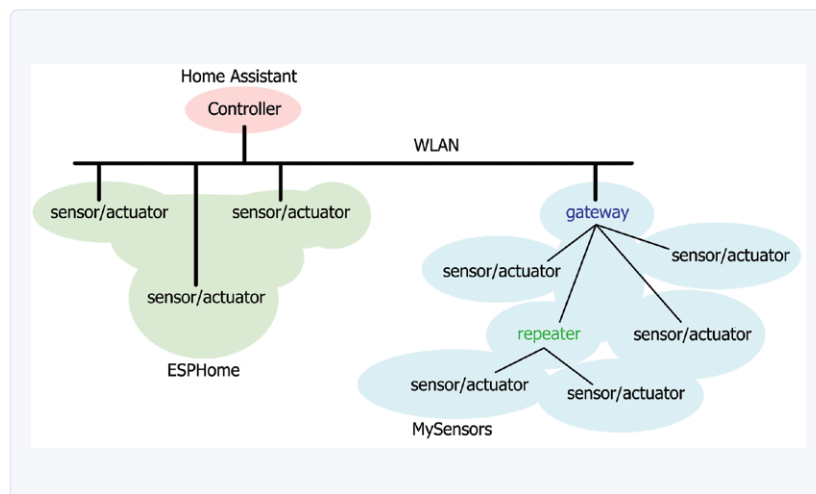 Home Assistant
Controller
WLAN
sensor/actuator
sensor/actuator
gateway
sensor/actuator
sensor/actuator
sensor/actuator
repeater
sensor/actuator
ESPHome
sensor/actuator
sensor/actuator
MySensors